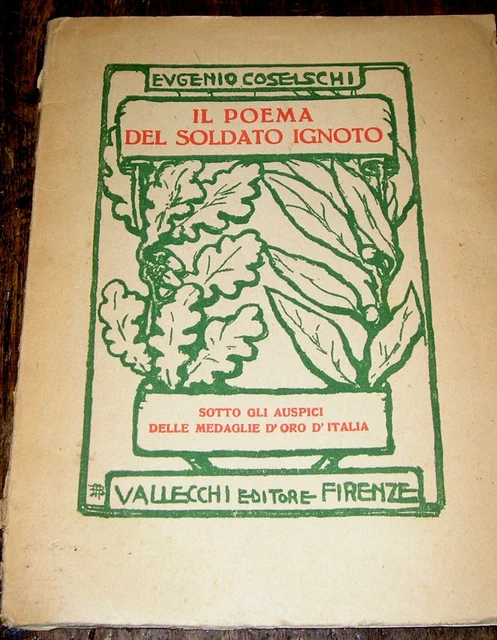 EVGENIO COSELSCHI
IL POEMA
DEL SOLDATO IGNOTO
SOTTO GLI AUSPICI
DELLE MEDAGLIE D'ORO D'ITALIA
VALLECCHI EDITORE FIRENZE